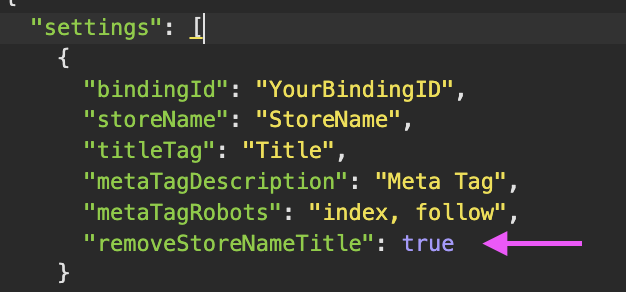 {
"settings": [
{
"bindingId": "YourBindingID",
"storeName": "StoreName",
"titleTag": "Title",
"metaTagDescription": "Meta Tag",
"metaTagRobots": "index, follow",
"removeStoreNameTitle": true
}